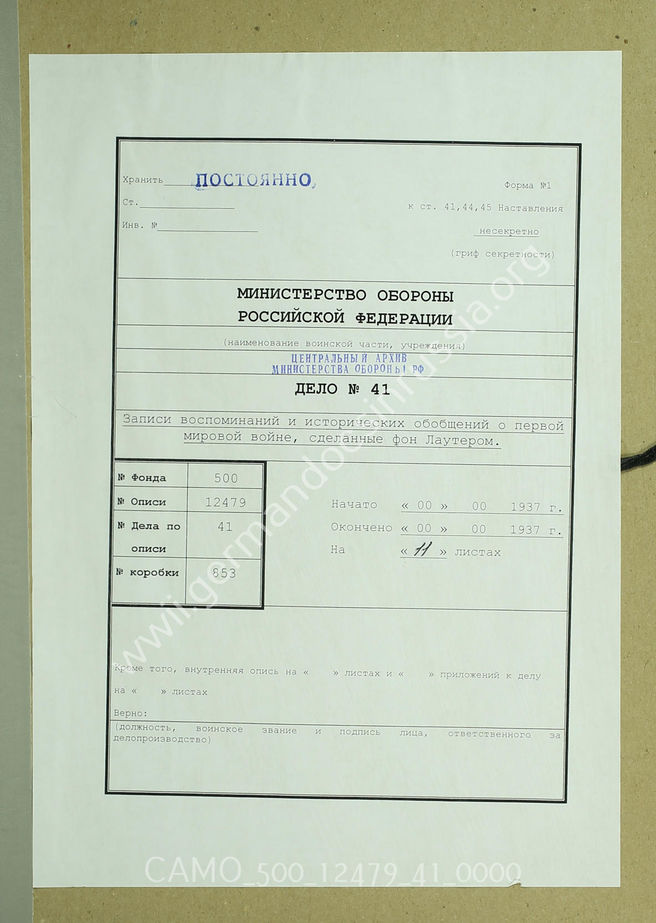 Хранить ПОСТОЯННО
Форма №1
Ст.
к ст. 41,44,45 Наставления
Инв. №
несекретно
(гриф секретности)
МИНИСТЕРСТВО ОБОРОНЫ
РОССИЙСКОЙ ФЕДЕРАЦИИ
(наименование воинской части, учреждения)
ЦЕНТРАЛЬНЫЙ АРХИВ
МИНИСТЕРСТВА ОБОРОНЫ РФ
ДЕЛО № 41
Записи воспоминаний и исторических обобщений о первой
мировой войне, сделанные фон Лаутером.
№ Фонда 500
№ Описи 12479
№ Дела по 41
описи
№ коробки 853
Начато « 00 » 00 1937 г.
Окончено « 00 » 00 1937 г.
На « 11 » листах
Кроме того, внутренняя опись на « » листах и « » приложений к делу
на « » листах
Верно:
(должность, воинское звание и подпись лица, ответственного за
делопроизводство)
www.germandocsinrussia.org
CAMO_500_12479_41_0000